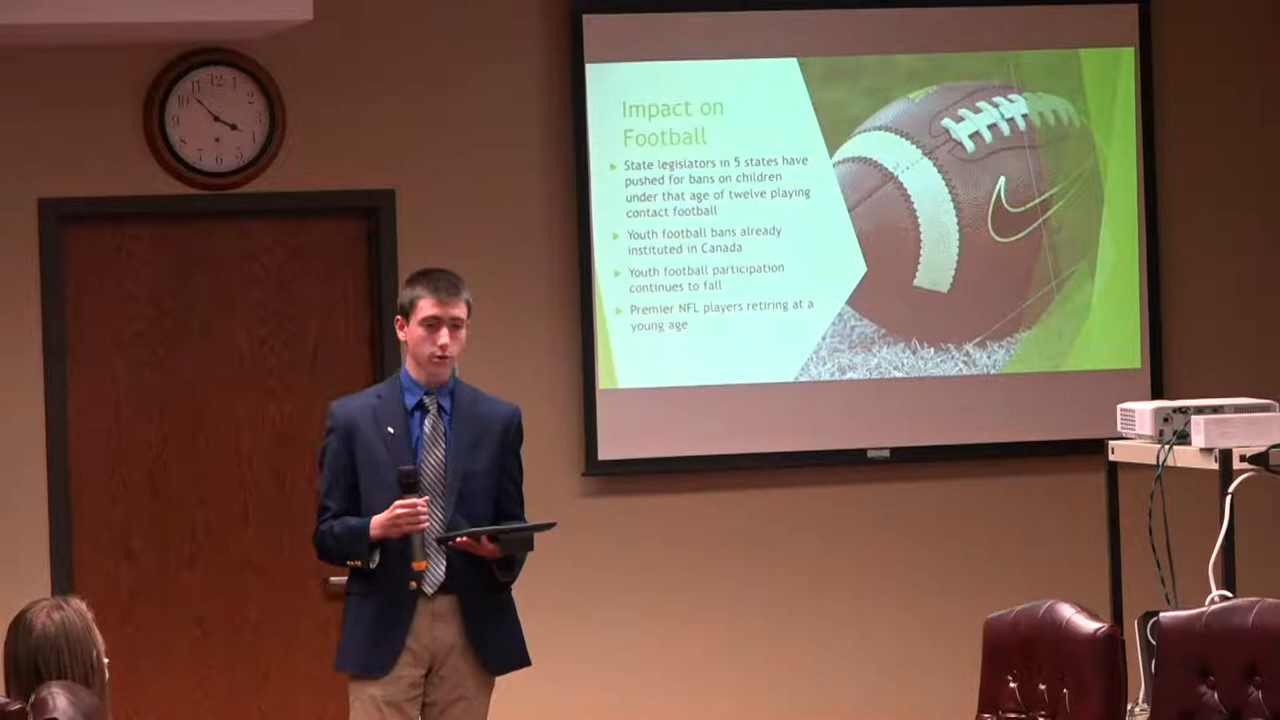 Impact on
Football
State legislators in 5 states have
pushed for bans on children
under that age of twelve playing
contact football
Youth football bans already
instituted in Canada
Youth football participation
continues to fall
Premier NFL players retiring at a
young age